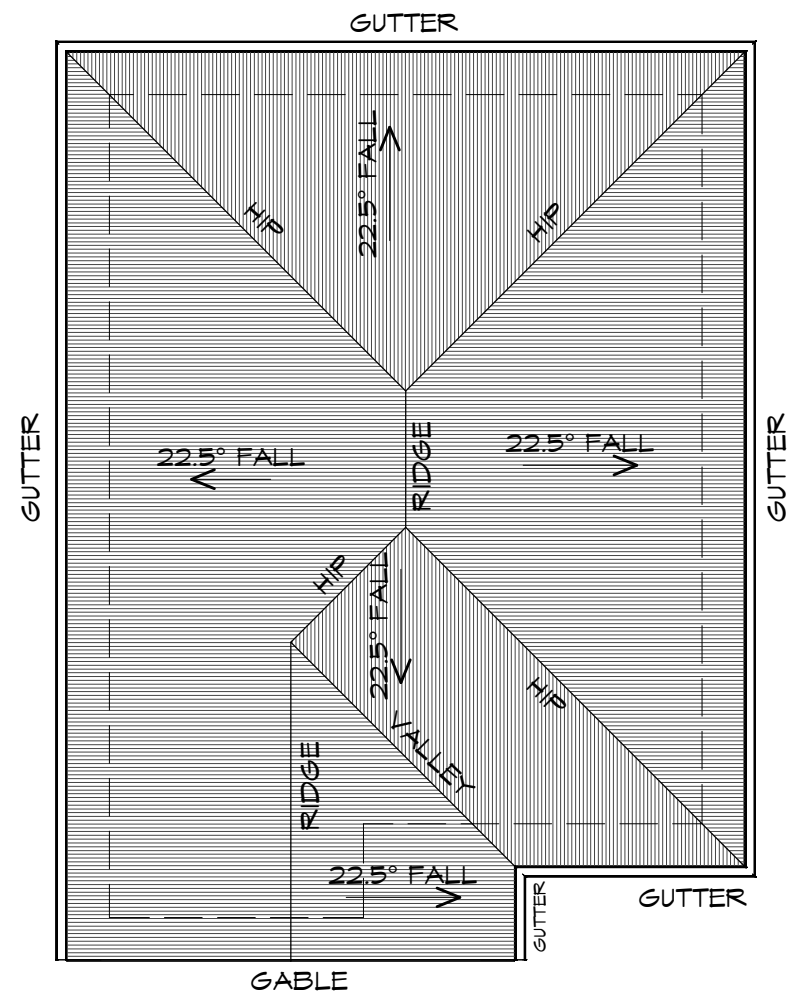 GUTTER
22.5° FALL
HIP
HIP
GUTTER
22.5° FALL
RIDGE
22.5° FALL
GUTTER
HIP
22.5° FALL
HIP
VALLEY
RIDGE
22.5° FALL
GUTTER
GUTTER
GABLE